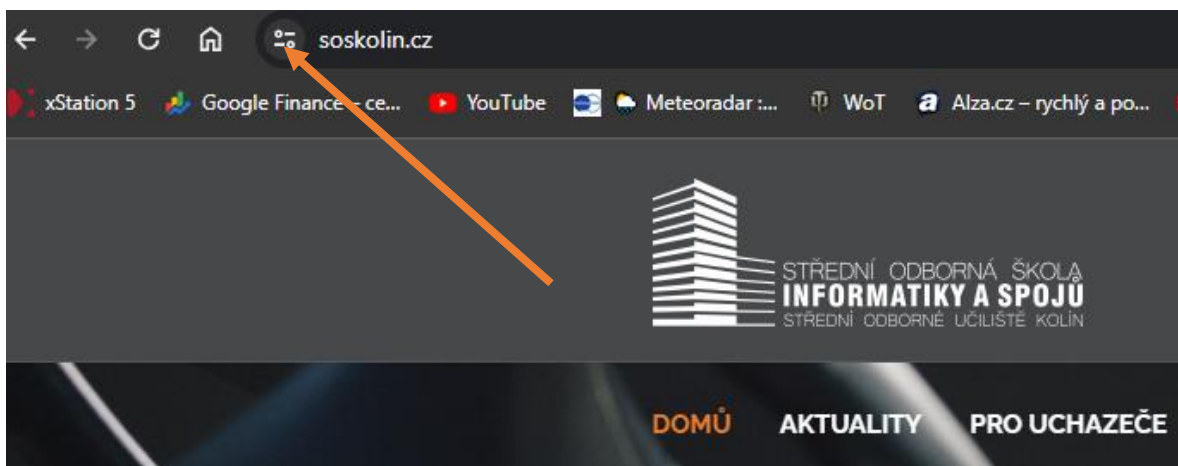 soskolin.cz
xStation 5 Google Finance – ce... YouTube Meteoradar :... WoT a Alza.cz – rychlý a po...
STŘEDNÍ ODBORNÁ ŠKOLA
INFORMATIKY A SPOJŮ
STŘEDNÍ ODBORNÉ UČILIŠTĚ KOLÍN
DOMŮ AKTUALITY PRO UCHAZEČE